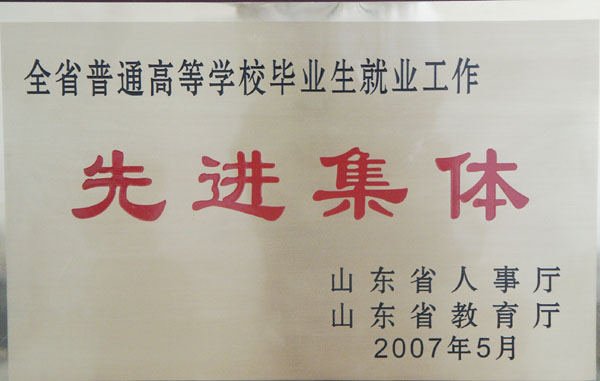 全省普通高等学校毕业生就业工作
先进集体
山东省人事厅
山东省教育厅
2007年5月